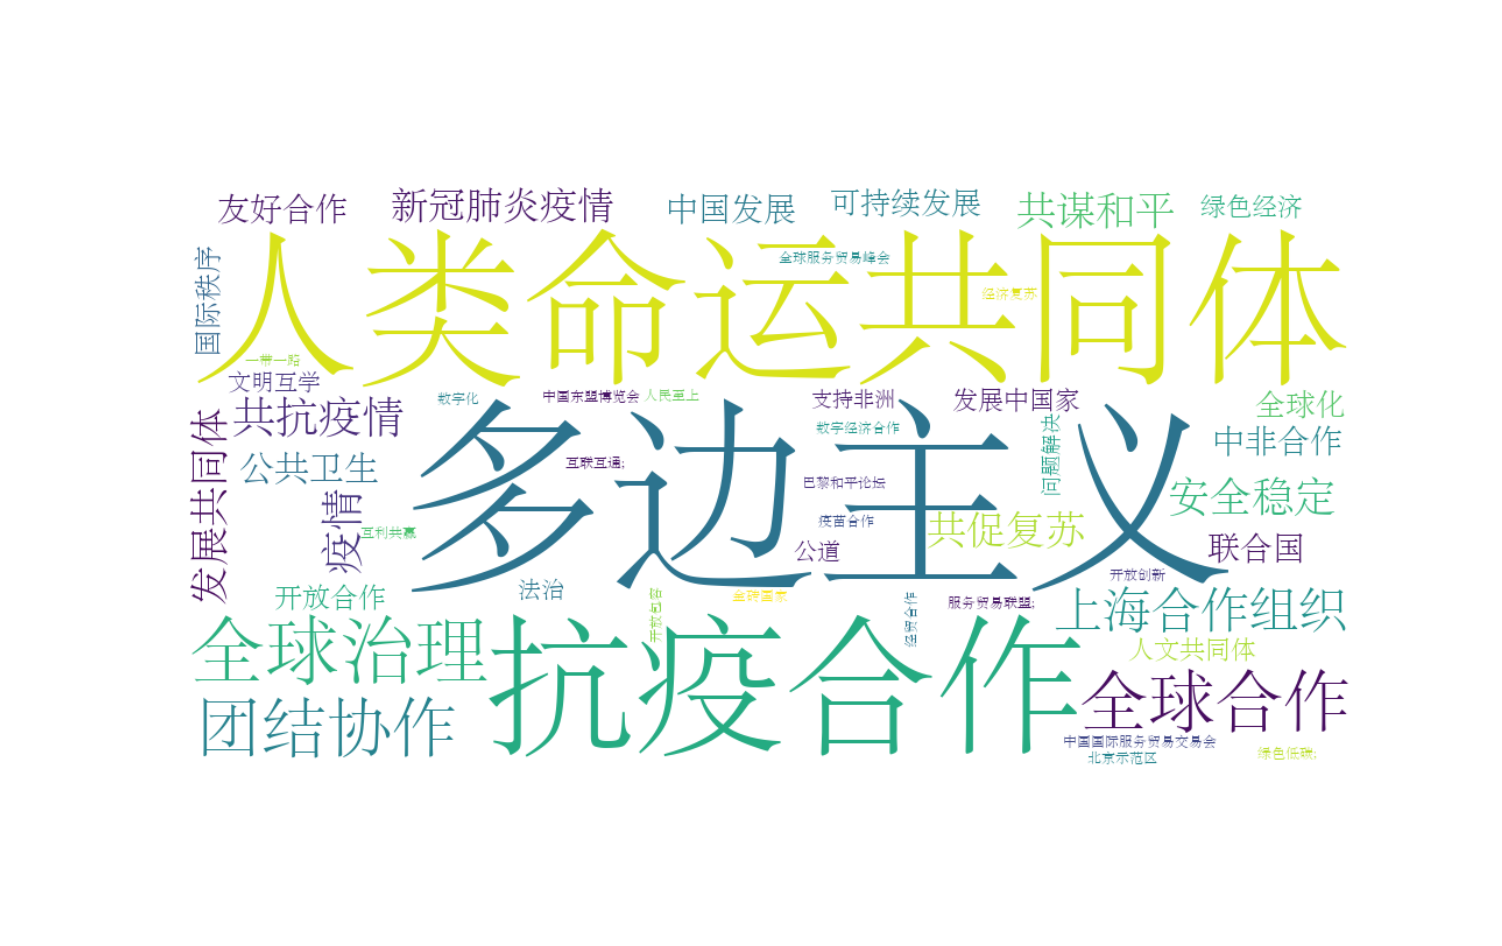 友好合作
新冠肺炎疫情
中国发展
可持续发展
共谋和平
绿色经济
国际秩序
人类命运共同体
全球服务贸易峰会
经济复苏
一带一路
文明互学
数字化
中国东盟博览会
人民至上
支持非洲
发展中国家
全球化
共抗疫情
多边主义
数字经济合作
问题解决
中非合作
发展共同体
公共卫生
互联互通;
巴黎和平论坛
安全稳定
疫情
互利共赢
疫苗合作
共促复苏
公道
联合国
开放创新
开放合作
法治
开放包容
金砖国家
经贸合作
服务贸易联盟;
上海合作组织
全球治理
抗疫合作
人文共同体
团结协作
全球合作
中国国际服务贸易交易会
北京示范区
绿色低碳;